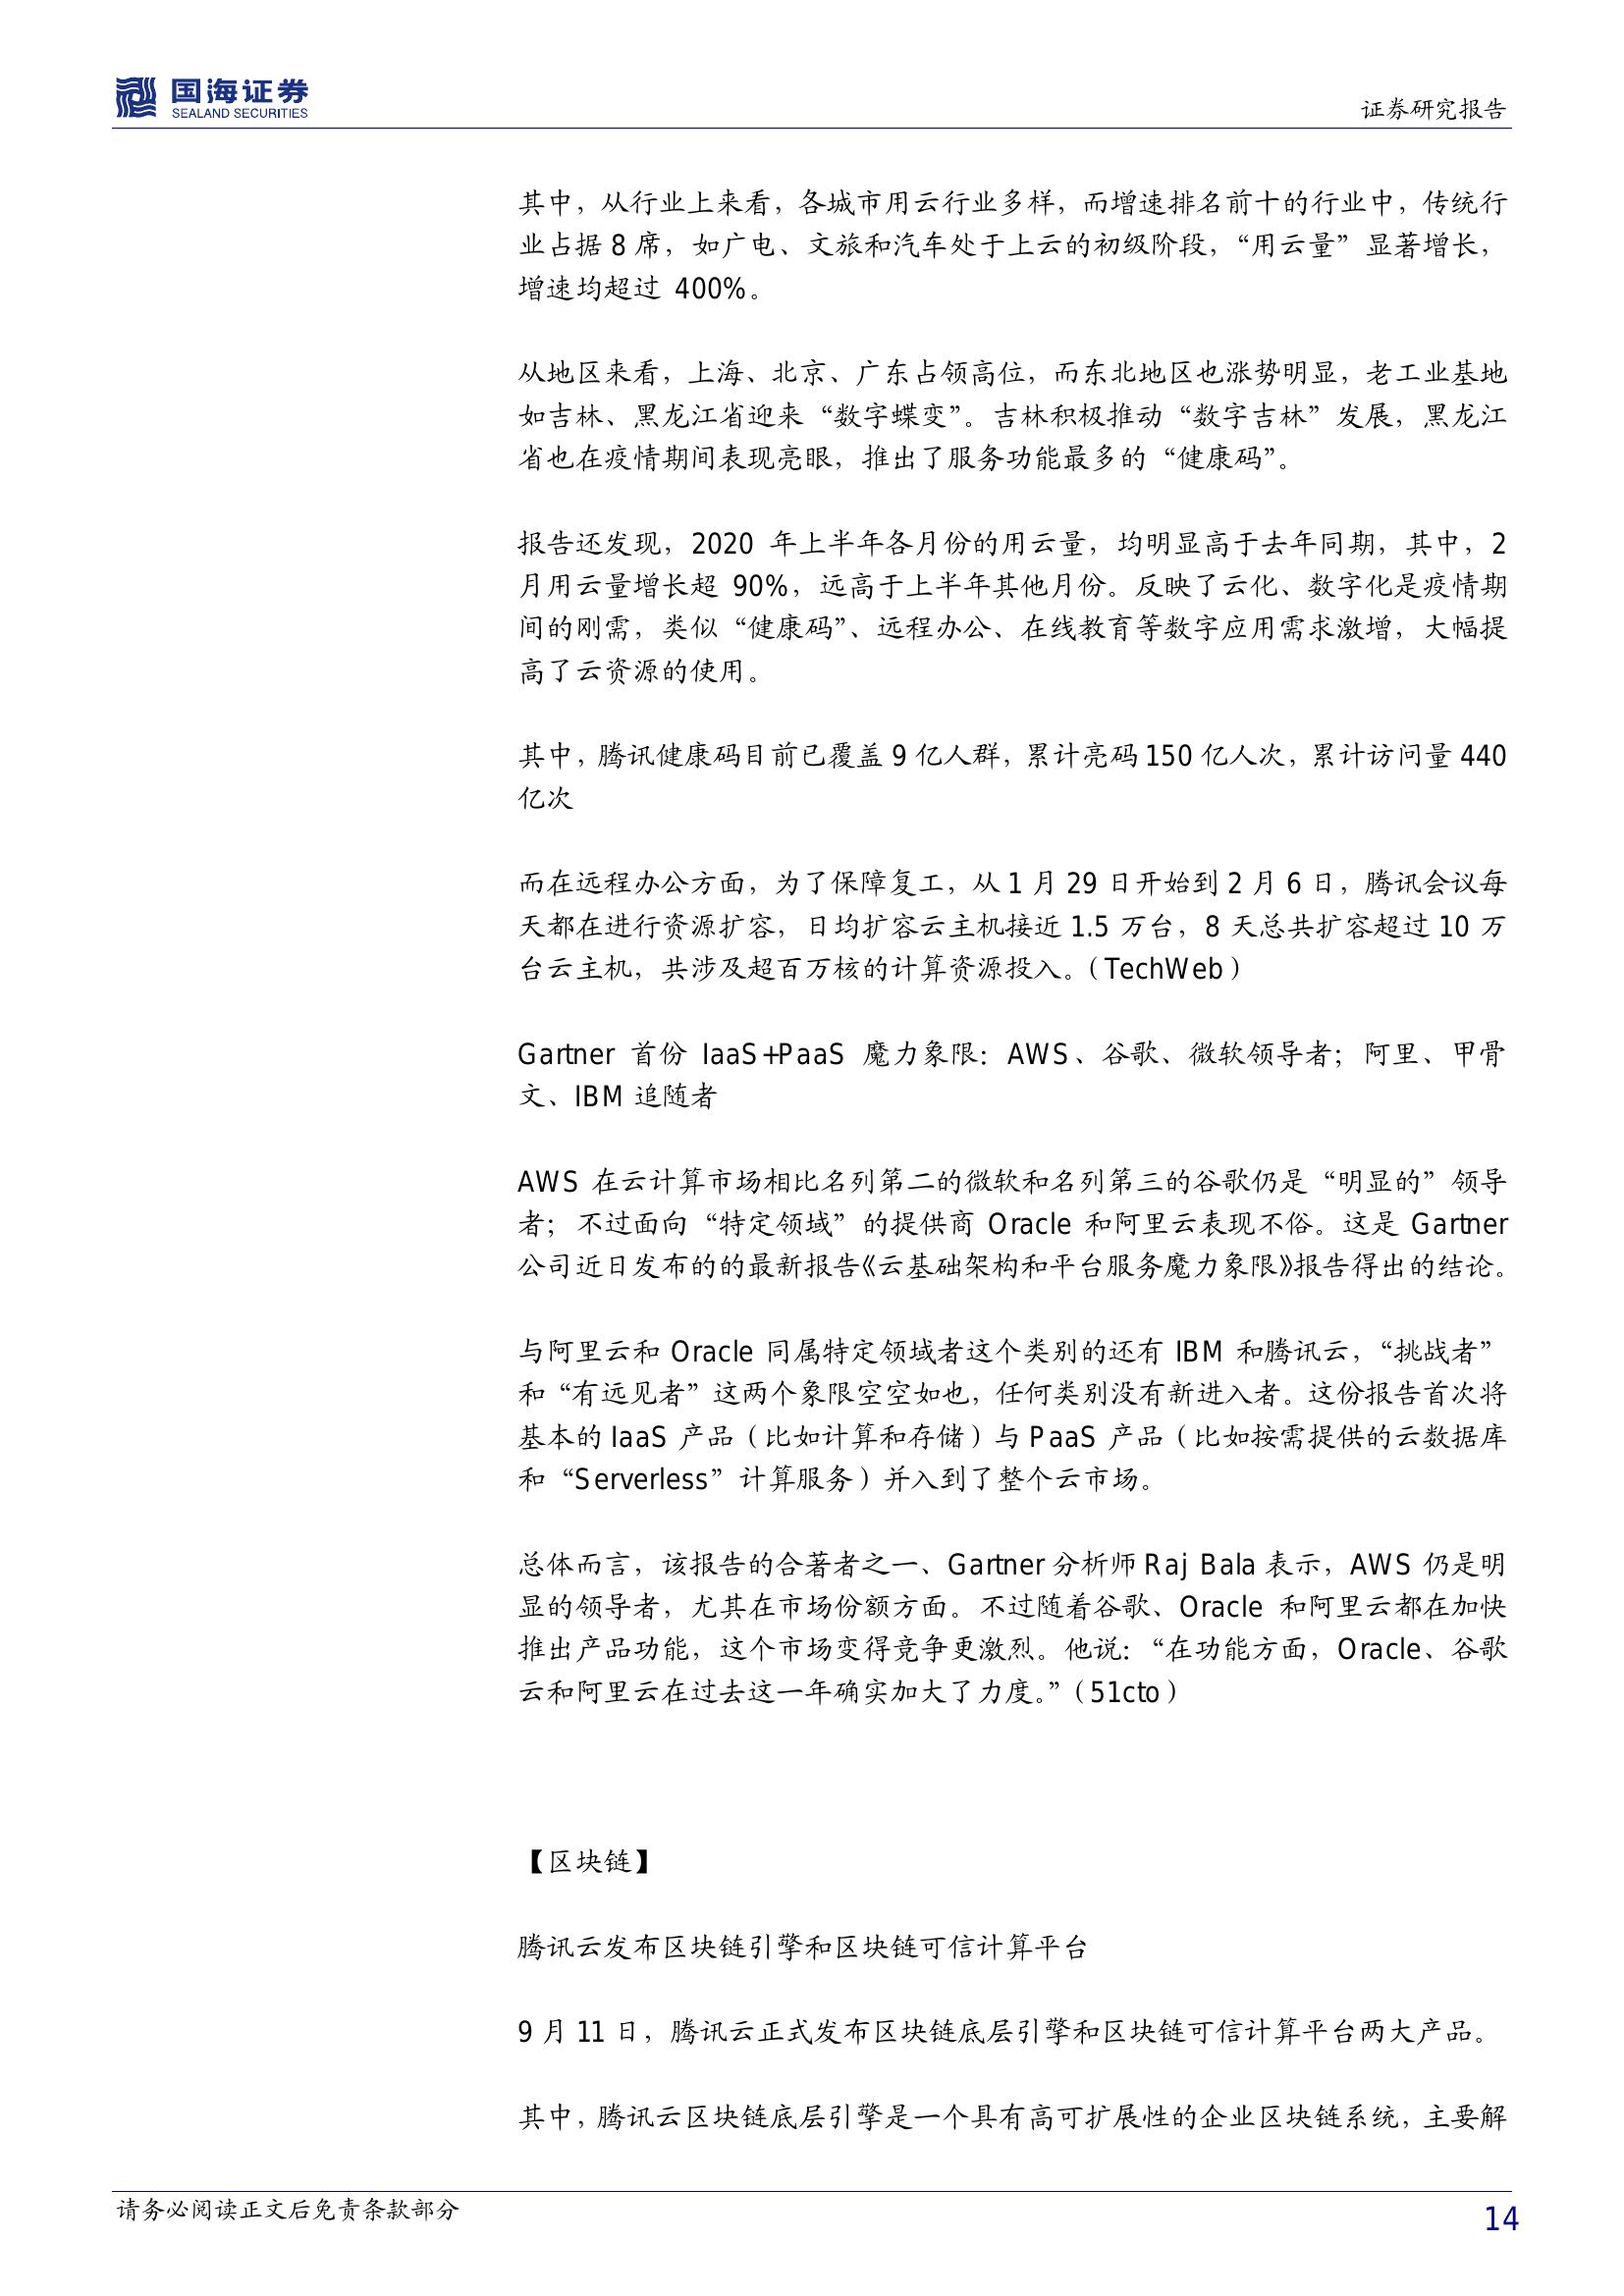 国海证券
SEALAND SECURITIES
证券研究报告
其中，从行业上来看，各城市用云行业多样，而增速排名前十的行业中，传统行
业占据 8 席，如广电、文旅和汽车处于上云的初级阶段，“用云量”显著增长，
增速均超过 400%。
从地区来看，上海、北京、广东占领高位，而东北地区也涨势明显，老工业基地
如吉林、黑龙江省迎来“数字蝶变”。吉林积极推动“数字吉林”发展，黑龙江
省也在疫情期间表现亮眼，推出了服务功能最多的“健康码”。
报告还发现，2020 年上半年各月份的用云量，均明显高于去年同期，其中，2
月用云量增长超 90%，远高于上半年其他月份。反映了云化、数字化是疫情期
间的刚需，类似“健康码”、远程办公、在线教育等数字应用需求激增，大幅提
高了云资源的使用。
其中，腾讯健康码目前已覆盖 9 亿人群，累计亮码 150 亿人次，累计访问量 440
亿次
而在远程办公方面，为了保障复工，从 1 月 29 日开始到 2 月 6 日，腾讯会议每
天都在进行资源扩容，日均扩容云主机接近 1.5 万台，8 天总共扩容超过 10 万
台云主机，共涉及超百万核的计算资源投入。（TechWeb）
Gartner 首份 IaaS+PaaS 魔力象限：AWS、谷歌、微软领导者；阿里、甲骨
文、IBM 追随者
AWS 在云计算市场相比名列第二的微软和名列第三的谷歌仍是“明显的”领导
者；不过面向“特定领域”的提供商 Oracle 和阿里云表现不俗。这是 Gartner
公司近日发布的的最新报告《云基础架构和平台服务魔力象限》报告得出的结论。
与阿里云和 Oracle 同属特定领域者这个类别的还有 IBM 和腾讯云，“挑战者”
和“有远见者”这两个象限空空如也，任何类别没有新进入者。这份报告首次将
基本的 IaaS 产品（比如计算和存储）与 PaaS 产品（比如按需提供的云数据库
和“Serverless”计算服务）并入到了整个云市场。
总体而言，该报告的合著者之一、Gartner 分析师 Raj Bala 表示，AWS 仍是明
显的领导者，尤其在市场份额方面。不过随着谷歌、Oracle 和阿里云都在加快
推出产品功能，这个市场变得竞争更激烈。他说：“在功能方面，Oracle、谷歌
云和阿里云在过去这一年确实加大了力度。”（51cto）
【区块链】
腾讯云发布区块链引擎和区块链可信计算平台
9 月 11 日，腾讯云正式发布区块链底层引擎和区块链可信计算平台两大产品。
其中，腾讯云区块链底层引擎是一个具有高可扩展性的企业区块链系统，主要解
请务必阅读正文后免责条款部分
14